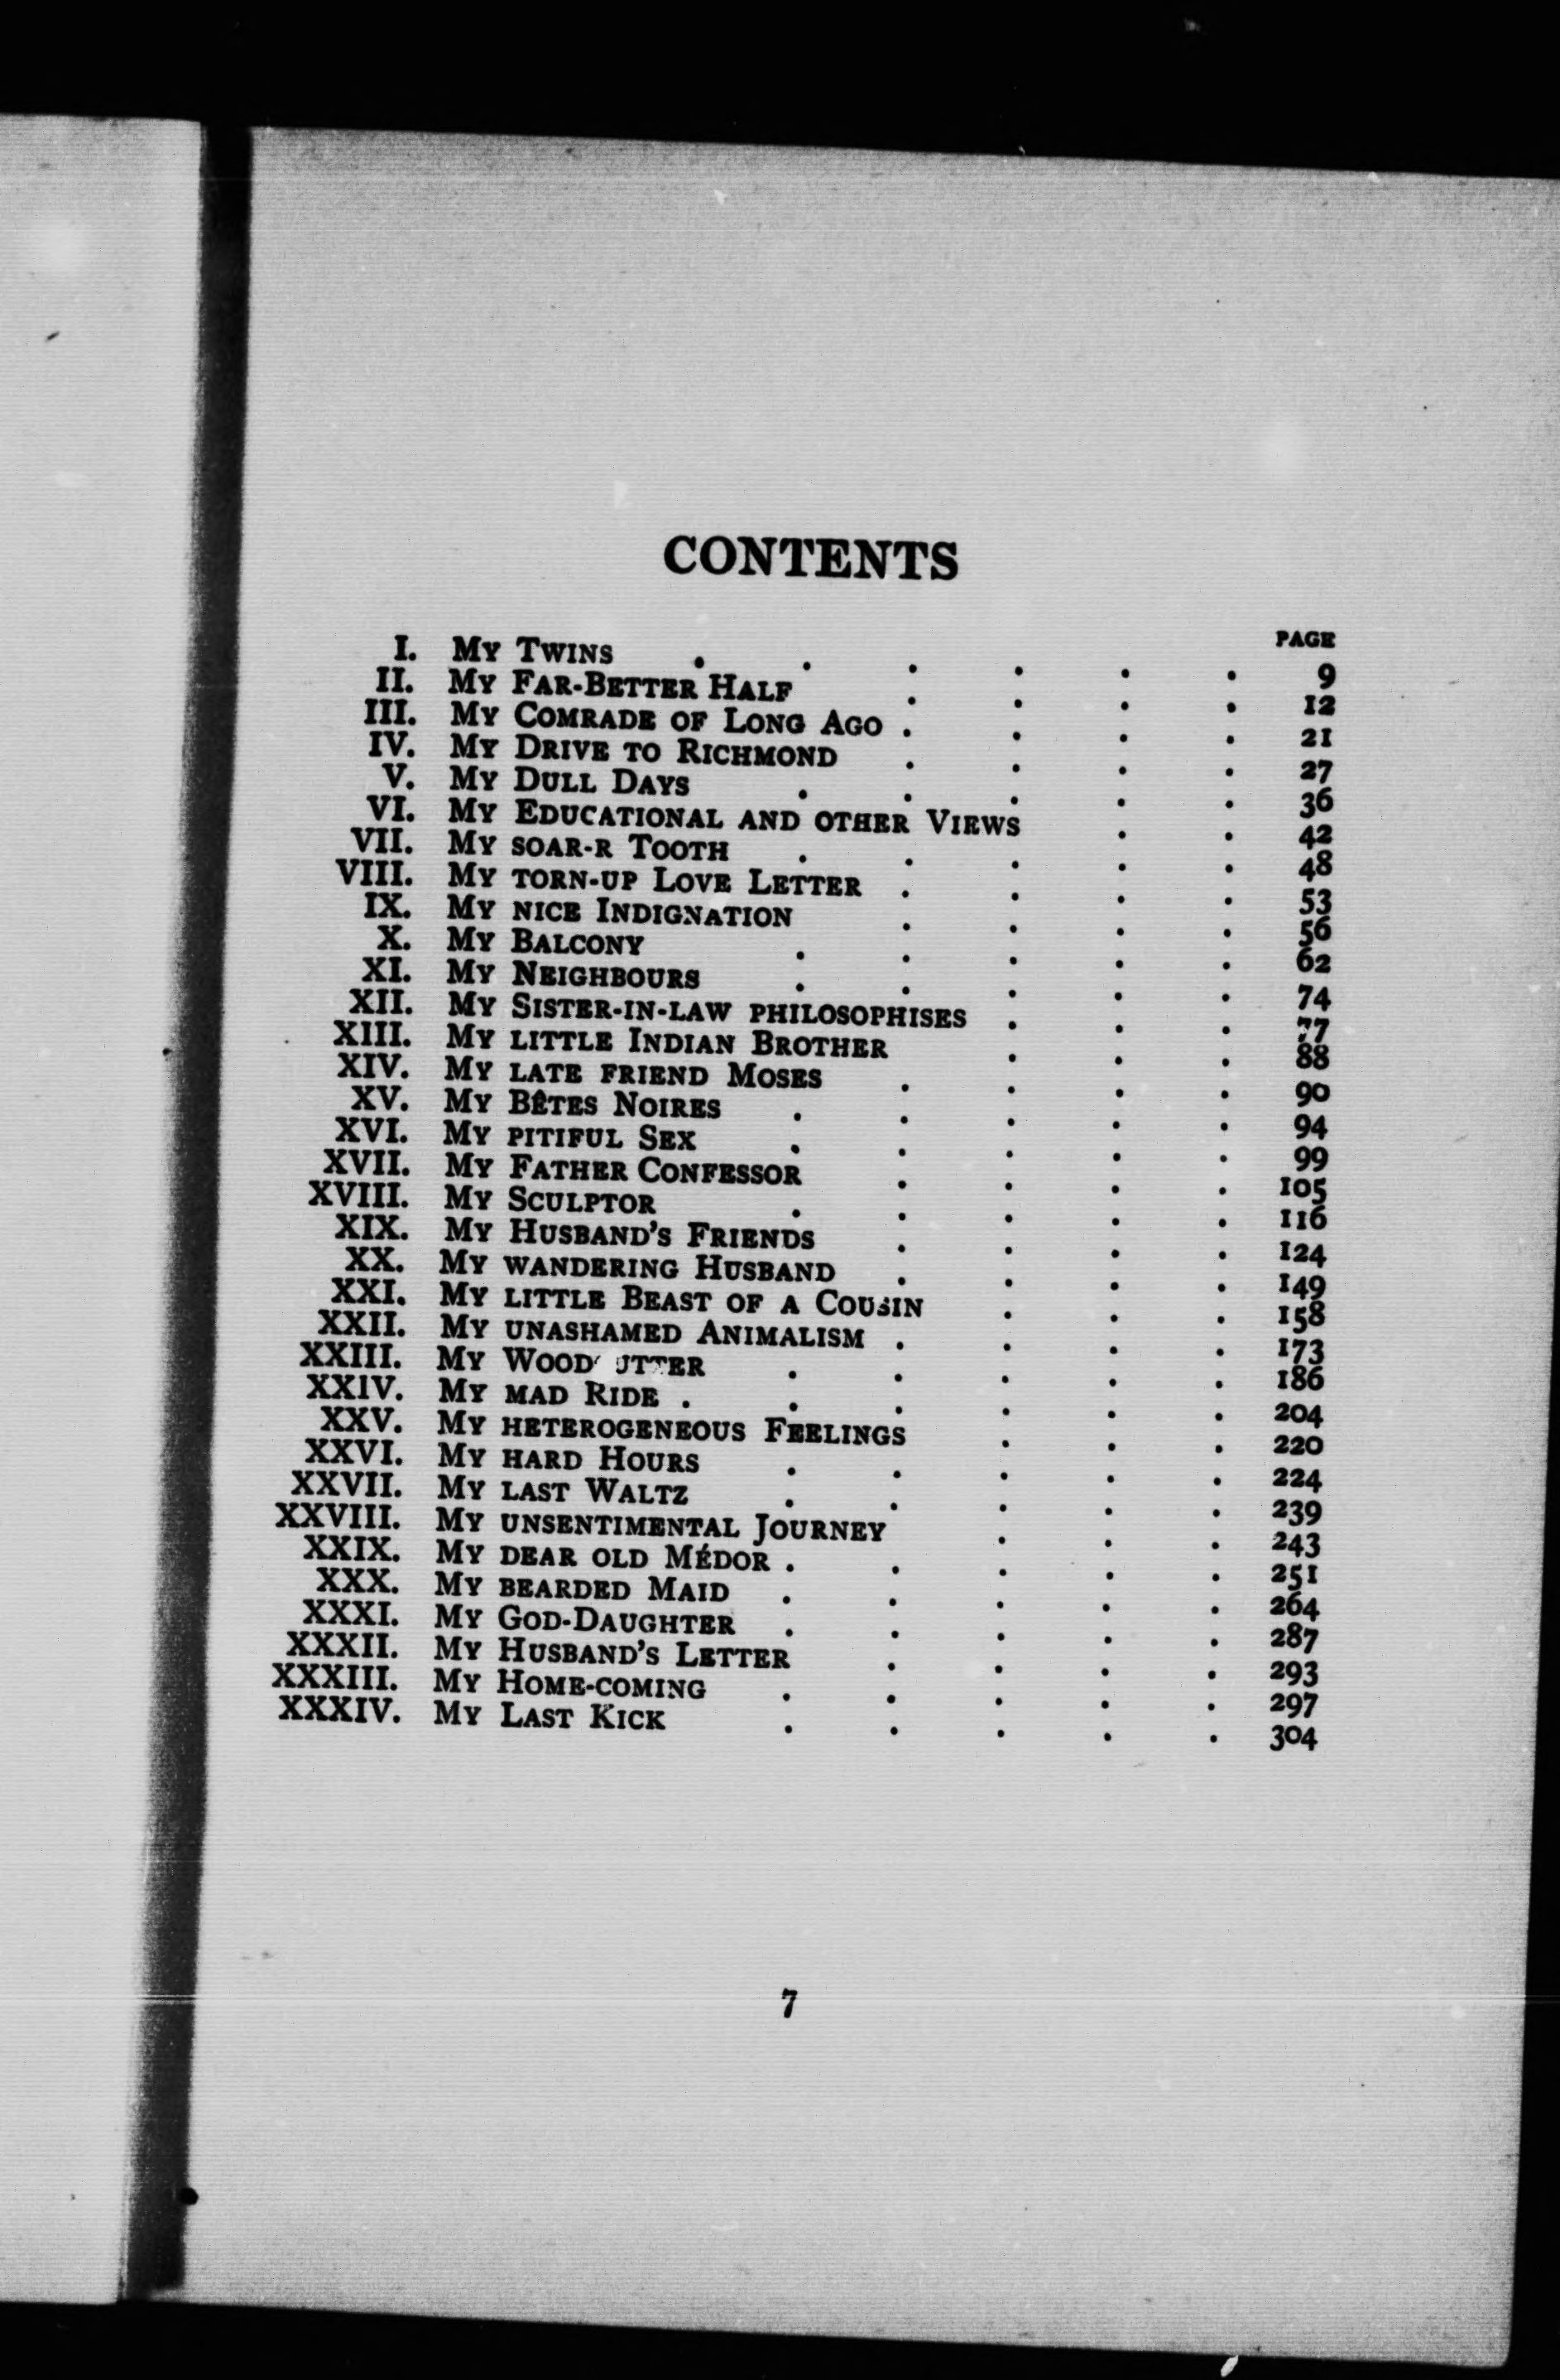 CONTENTS
PAGE
I. MY TWINS . . . . . . 9
II. MY FAR-BETTER HALF . . . . 12
III. MY COMRADE OF LONG AGO . . . . 21
IV. MY DRIVE TO RICHMOND . . . . 27
V. MY DULL DAYS . . . . . 36
VI. MY EDUCATIONAL AND OTHER VIEWS . . 42
VII. MY SOAR-R TOOTH . . . . . 48
VIII. MY TORN-UP LOVE LETTER . . . . 53
IX. MY NICE INDIGNATION . . . . 56
X. MY BALCONY . . . . . 62
XI. MY NEIGHBOURS . . . . . 74
XII. MY SISTER-IN-LAW PHILOSOPHISES . . . 77
XIII. MY LITTLE INDIAN BROTHER . . . 88
XIV. MY LATE FRIEND MOSES . . . . 90
XV. MY BÊTES NOIRES . . . . . 94
XVI. MY PITIFUL SEX . . . . . 99
XVII. MY FATHER CONFESSOR . . . . 105
XVIII. MY SCULPTOR . . . . . 116
XIX. MY HUSBAND'S FRIENDS . . . . 124
XX. MY WANDERING HUSBAND . . . . 149
XXI. MY LITTLE BEAST OF A COUSIN . . . 158
XXII. MY UNASHAMED ANIMALISM . . . . 173
XXIII. MY WOODCUTTER . . . . . 186
XXIV. MY MAD RIDE . . . . . . 204
XXV. MY HETEROGENEOUS FEELINGS . . . 220
XXVI. MY HARD HOURS . . . . . 224
XXVII. MY LAST WALTZ . . . . . 239
XXVIII. MY UNSENTIMENTAL JOURNEY . . . 243
XXIX. MY DEAR OLD MÉDOR . . . . . 251
XXX. MY BEARDED MAID . . . . . 264
XXXI. MY GOD-DAUGHTER . . . . . 287
XXXII. MY HUSBAND'S LETTER . . . . 293
XXXIII. MY HOME-COMING . . . . . 297
XXXIV. MY LAST KICK . . . . . 304
7